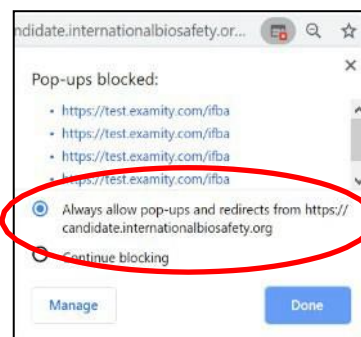 ndidate.internationalbiosafety.or...
Pop-ups blocked:
• https://test.examity.com/ifba
• https://test.examity.com/ifba
• https://test.examity.com/ifba
• https://test.examity.com/ifba
Always allow pop-ups and redirects from https://
candidate.internationalbiosafety.org
Continue blocking
Manage
Done